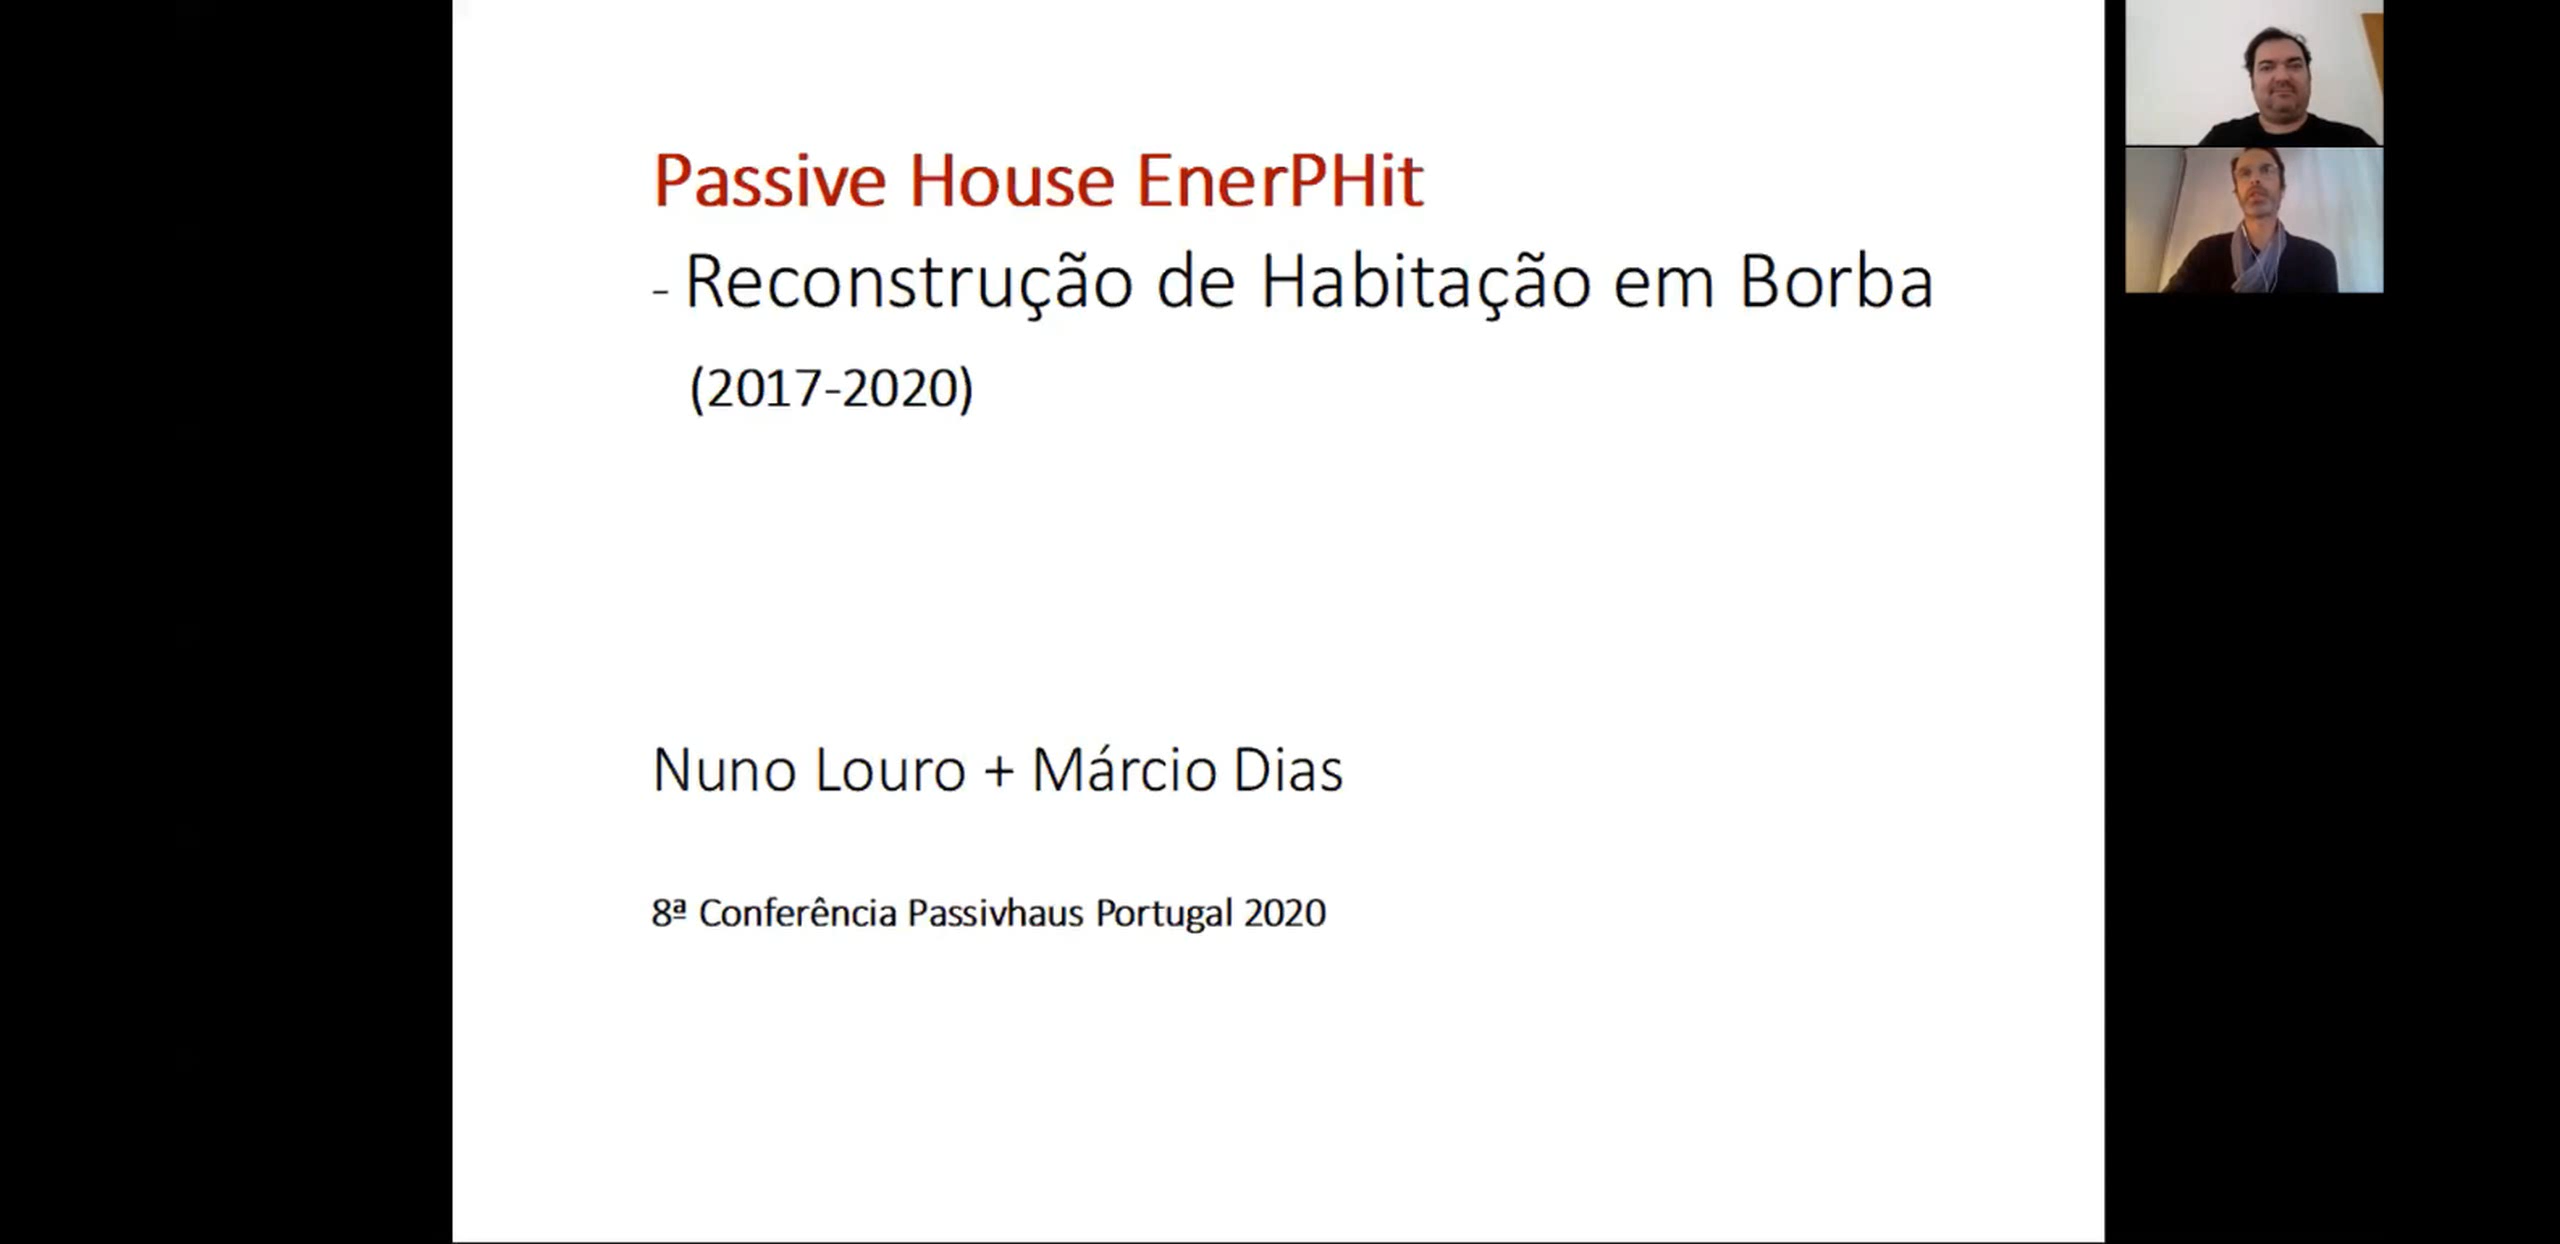 Passive House EnerPHit
- Reconstrução de Habitação em Borba
(2017-2020)
Nuno Louro + Márcio Dias
8ª Conferência Passivhaus Portugal 2020